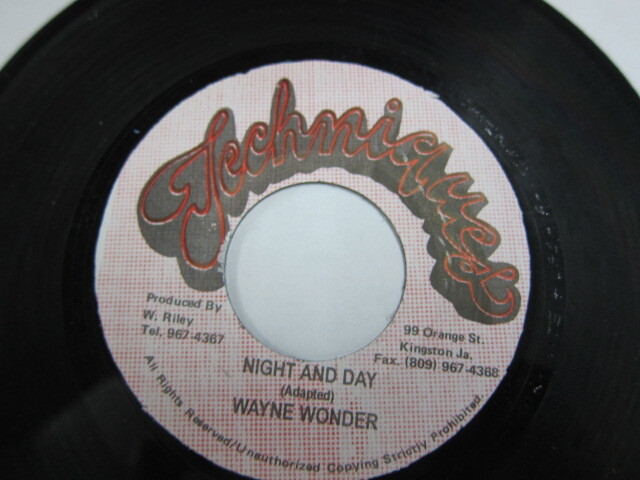 Techniques
Produced By
W. Riley
Tel. 967-4367
99 Orange St.
Kingston Ja.
Fax. (809) 967-4368
NIGHT AND DAY
(Adapted)
WAYNE WONDER
All Rights Reserved/Unauthorized Copying Strictly Prohibited.